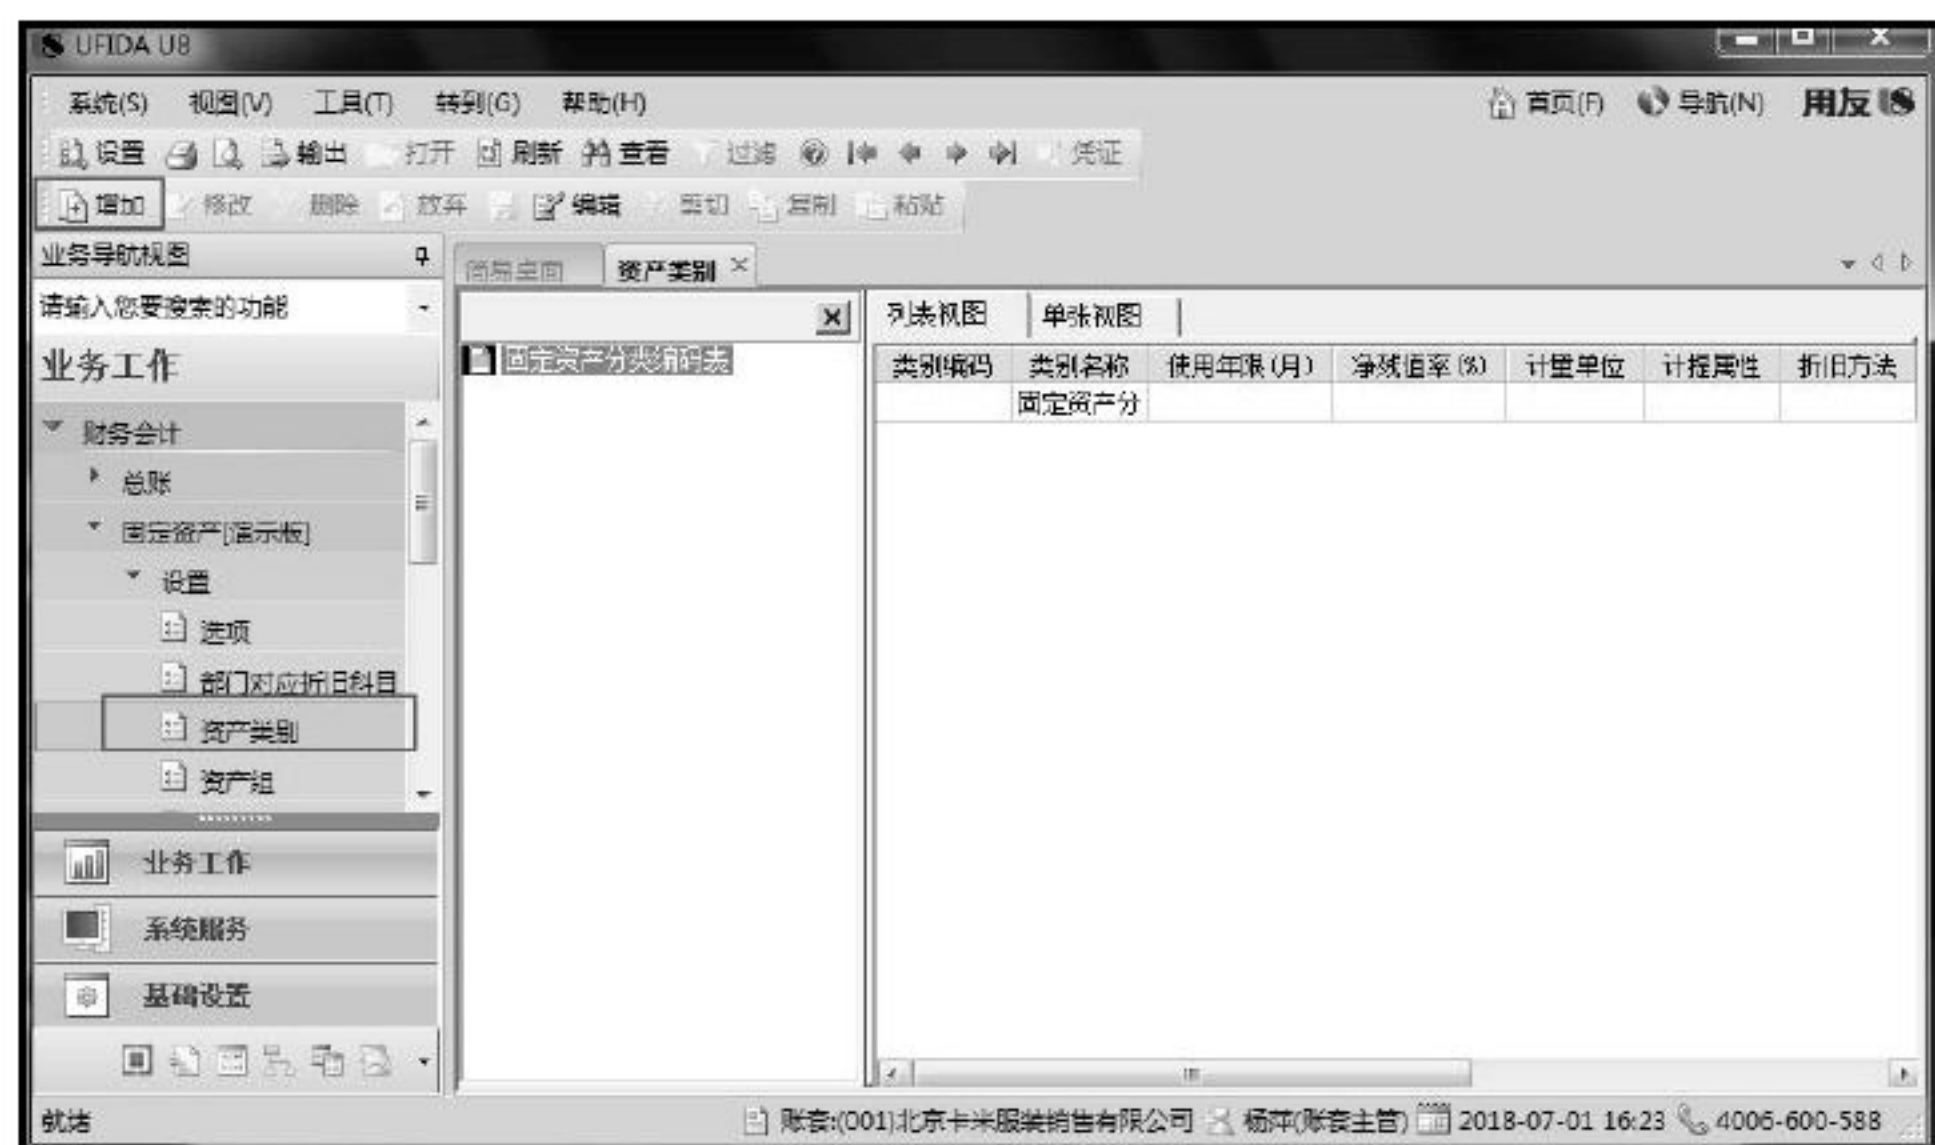 UFIDA U8
系统(S) 视图(V) 工具(T) 转到(G) 帮助(H) 首页(F) 导航(N) 用友U8
设置 输出 打开 刷新 查看 过滤 凭证
增加 修改 删除 放弃 编辑 剪切 复制 粘贴
业务导航视图
简易桌面 资产类别
请输入您要搜索的功能
列表视图 单张视图
业务工作
固定资产分类编码表
类别编码 类别名称 使用年限(月) 净残值率(%) 计量单位 计提属性 折旧方法
固定资产分
财务会计
总账
固定资产[演示版]
设置
选项
部门对应折旧科目
资产类别
资产组
业务工作
系统服务
基础设置
就绪 账套:(001)北京卡米服装销售有限公司 杨萍(账套主管) 2018-07-01 16:23 4006-600-588